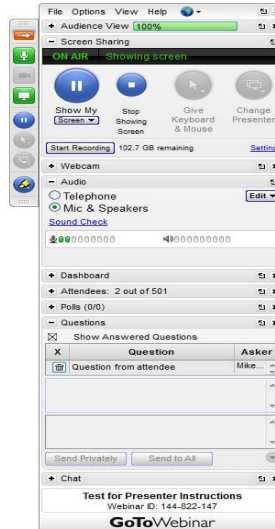 File Options View Help
Audience View 100%
Screen Sharing
ON AIR Showing screen
Show My
Screen
Stop
Showing
Screen
Give
Keyboard
& Mouse
Change
Presenter
Start Recording 102.7 GB remaining Setting
Webcam
Audio
Telephone
Mic & Speakers
Edit
Sound Check
Dashboard
Attendees: 2 out of 501
Polls (0/0)
Questions
Show Answered Questions
X Question Asker
Question from attendee Mike...
Send Privately Send to All
Chat
Test for Presenter Instructions
Webinar ID: 144-822-147
GoToWebinar